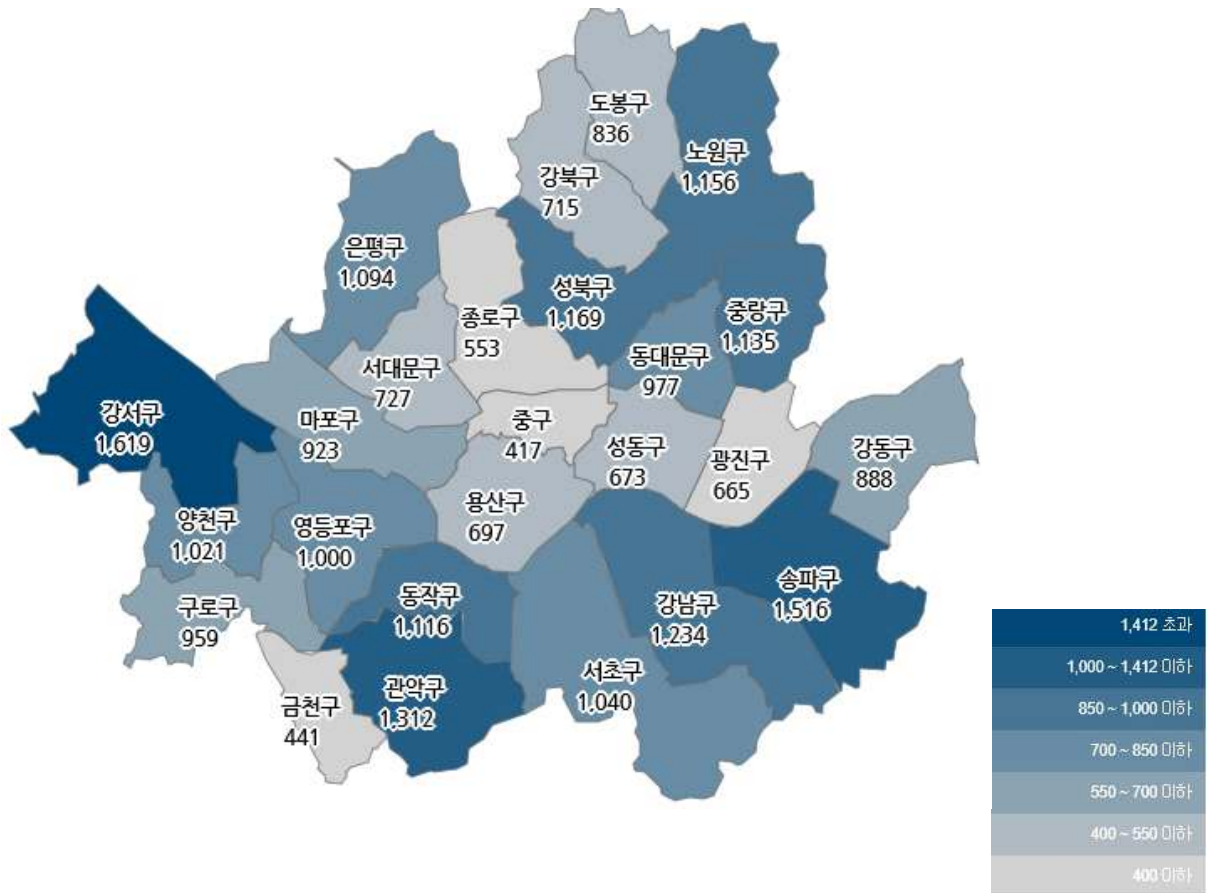 도봉구
836
노원구
1,156
강북구
715
은평구
1,094
성북구
1,169
종로구
553
중랑구
1,135
동대문구
977
서대문구
727
강서구
1,619
마포구
923
중구
417
성동구
673
광진구
665
강동구
888
양천구
1,021
영등포구
1,000
용산구
697
구로구
959
동작구
1,116
강남구
1,234
송파구
1,516
금천구
441
관악구
1,312
서초구
1,040
1,412 초과
1,000 ~ 1,412 이하
850 ~ 1,000 이하
700 ~ 850 이하
550 ~ 700 이하
400 ~ 550 이하
400 이하